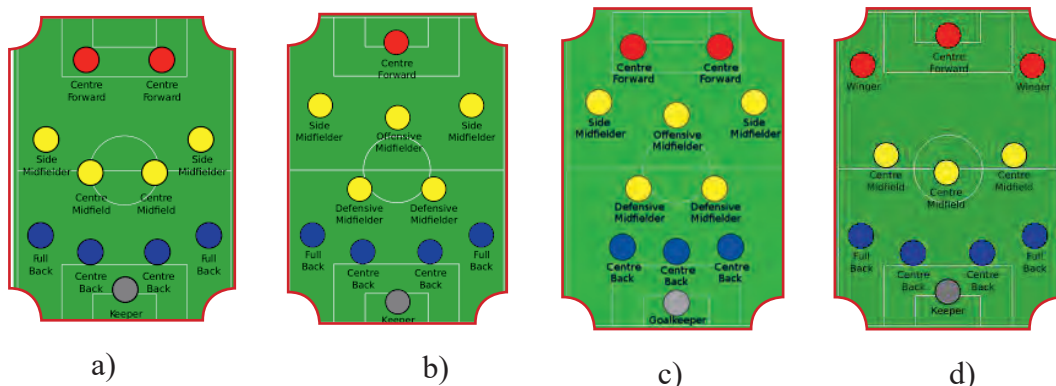 Centre
Forward
Centre
Forward
Side
Midfielder
Side
Midfielder
Centre
Midfield
Centre
Midfield
Full
Back
Centre
Back
Centre
Back
Full
Back
Keeper
a)
Centre
Forward
Side
Midfielder
Offensive
Midfielder
Side
Midfielder
Defensive
Midfielder
Defensive
Midfielder
Full
Back
Centre
Back
Centre
Back
Full
Back
Keeper
b)
Centre
Forward
Centre
Forward
Side
Midfielder
Offensive
Midfielder
Side
Midfielder
Defensive
Midfielder
Defensive
Midfielder
Centre
Back
Centre
Back
Centre
Back
Goalkeeper
c)
Centre
Forward
Winger
Winger
Centre
Midfield
Centre
Midfield
Centre
Midfield
Full
Back
Centre
Back
Centre
Back
Full
Back
Keeper
d)